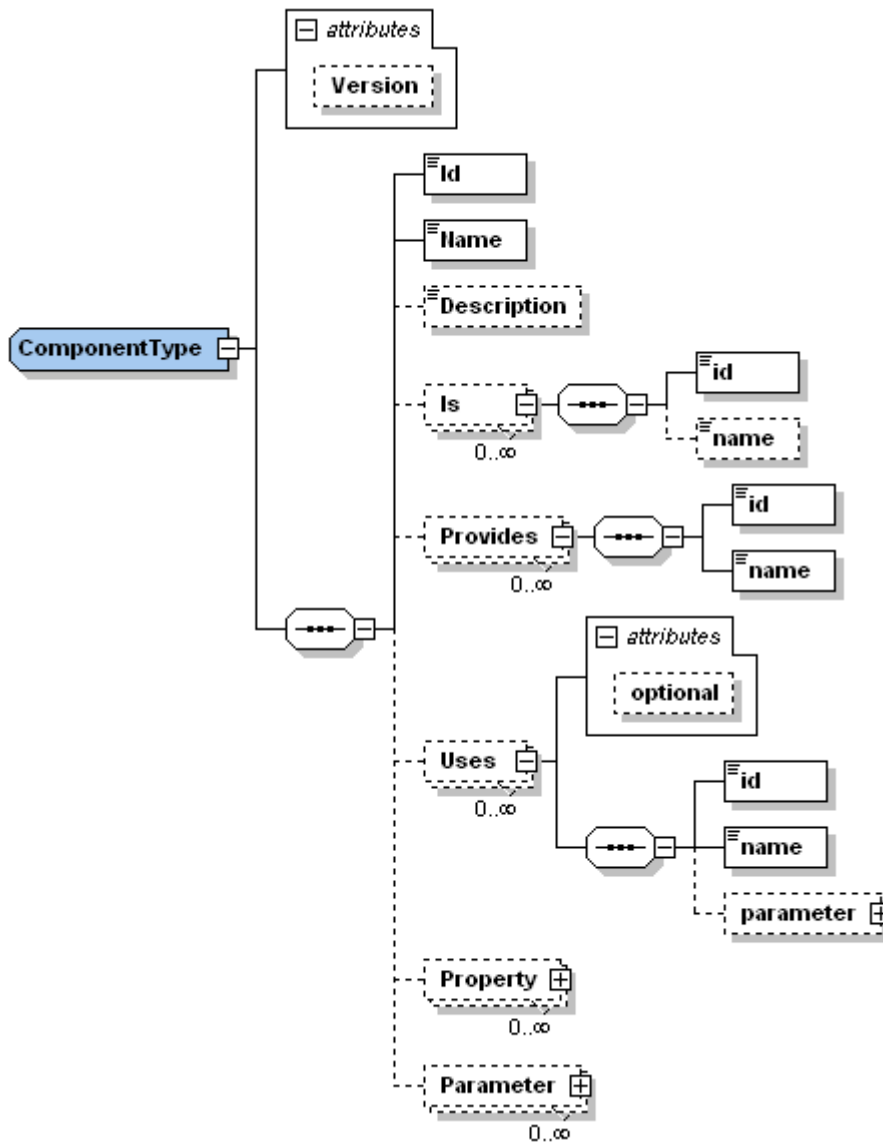 attributes
Version
Id
Name
Description
ComponentType
Is
0..∞
id
name
Provides
0..∞
id
name
attributes
optional
Uses
0..∞
id
name
parameter
Property
0..∞
Parameter
0..∞